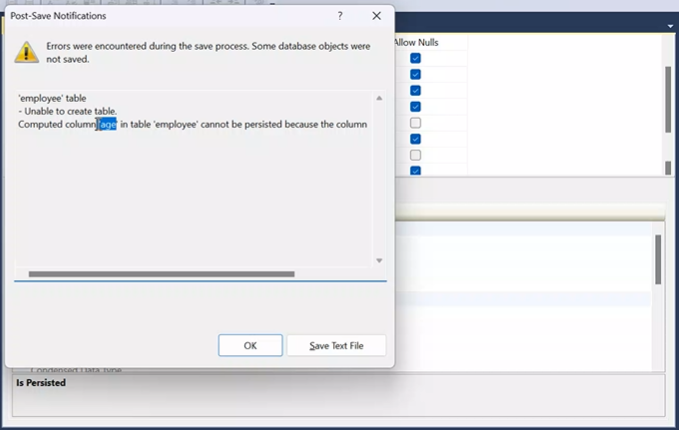 Post-Save Notifications
?
Errors were encountered during the save process. Some database objects were
not saved.
Allow Nulls
'employee' table
- Unable to create table.
Computed column 'age' in table 'employee' cannot be persisted because the column
OK
Save Text File
Condensed Data Type
Is Persisted